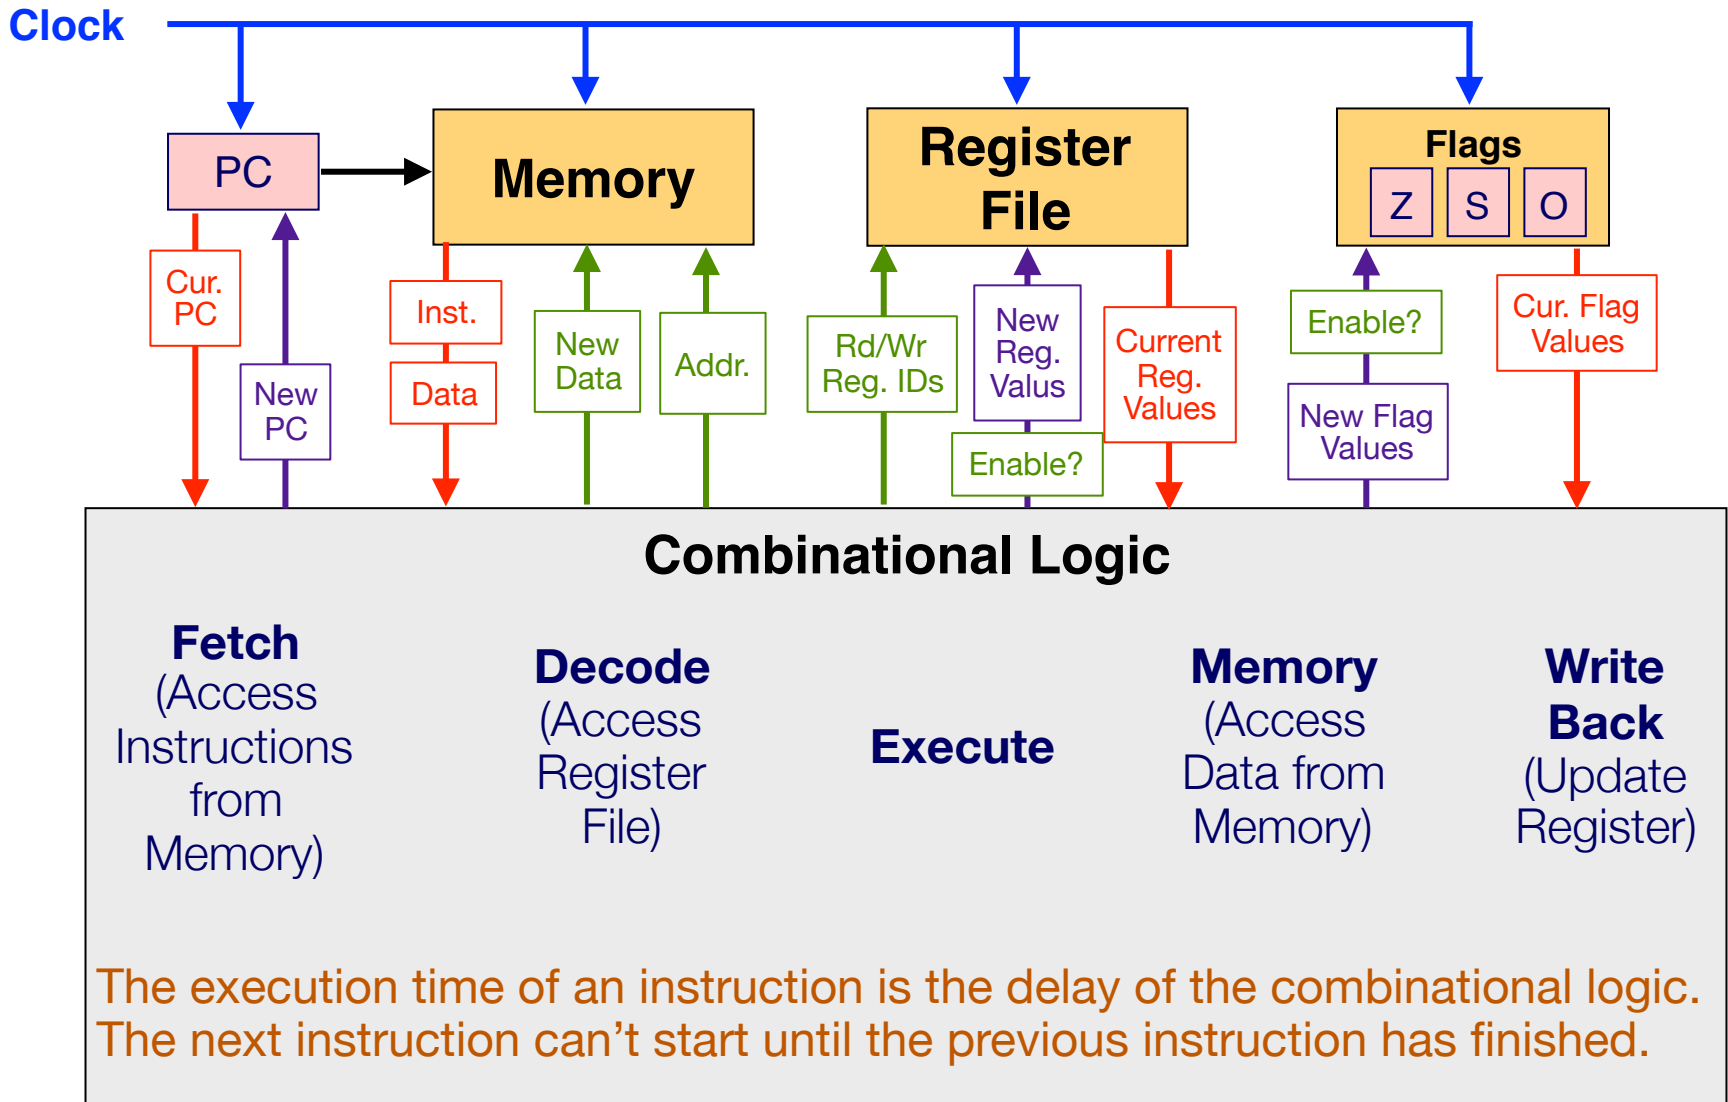 Clock
PC
Memory
Register
File
Flags
Z S O
Cur.
PC
New
PC
Inst.
Data
New
Data
Addr.
Rd/Wr
Reg. IDs
New
Reg.
Valus
Enable?
Current
Reg.
Values
Enable?
New Flag
Values
Cur. Flag
Values
Combinational Logic
Fetch
(Access
Instructions
from
Memory)
Decode
(Access
Register
File)
Execute
Memory
(Access
Data from
Memory)
Write
Back
(Update
Register)
The execution time of an instruction is the delay of the combinational logic.
The next instruction can’t start until the previous instruction has finished.